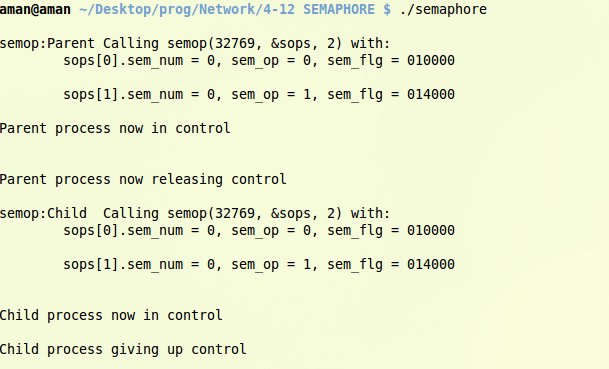 aman@aman ~/Desktop/prog/Network/4-12 SEMAPHORE $ ./semaphore
semop:Parent Calling semop(32769, &sops, 2) with:
sops[0].sem_num = 0, sem_op = 0, sem_flg = 010000
sops[1].sem_num = 0, sem_op = 1, sem_flg = 014000
Parent process now in control
Parent process now releasing control
semop:Child  Calling semop(32769, &sops, 2) with:
sops[0].sem_num = 0, sem_op = 0, sem_flg = 010000
sops[1].sem_num = 0, sem_op = 1, sem_flg = 014000
Child process now in control
Child process giving up control